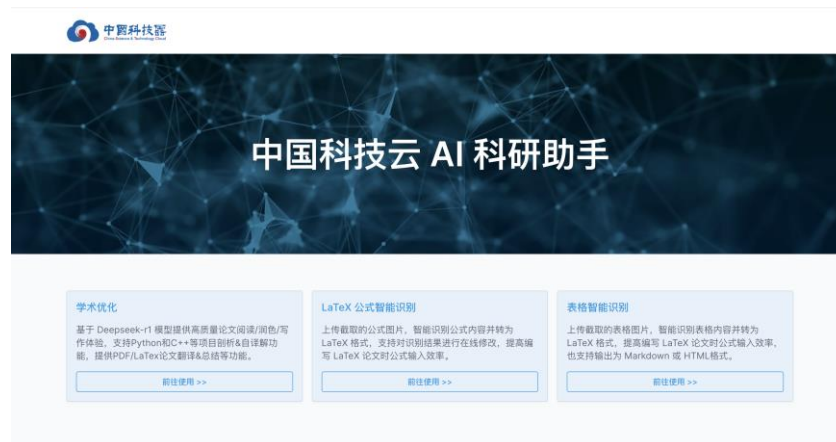 中国科技云
China Science & Technology Cloud
中国科技云 AI 科研助手
学术优化
基于 Deepseek-r1 模型提供高质量论文阅读/润色/写
作体验，支持Python和C++等项目剖析&自译解功
能，提供PDF/LaTex论文翻译&总结等功能。
前往使用 >>
LaTeX 公式智能识别
上传截取的公式图片，智能识别公式内容并转为
LaTeX 格式，支持对识别结果进行在线修改，提高编
写 LaTeX 论文时公式输入效率。
前往使用 >>
表格智能识别
上传截取的表格图片，智能识别表格内容并转为
LaTeX 格式，提高编写 LaTeX 论文时公式输入效率，
也支持输出为 Markdown 或 HTML格式。
前往使用 >>